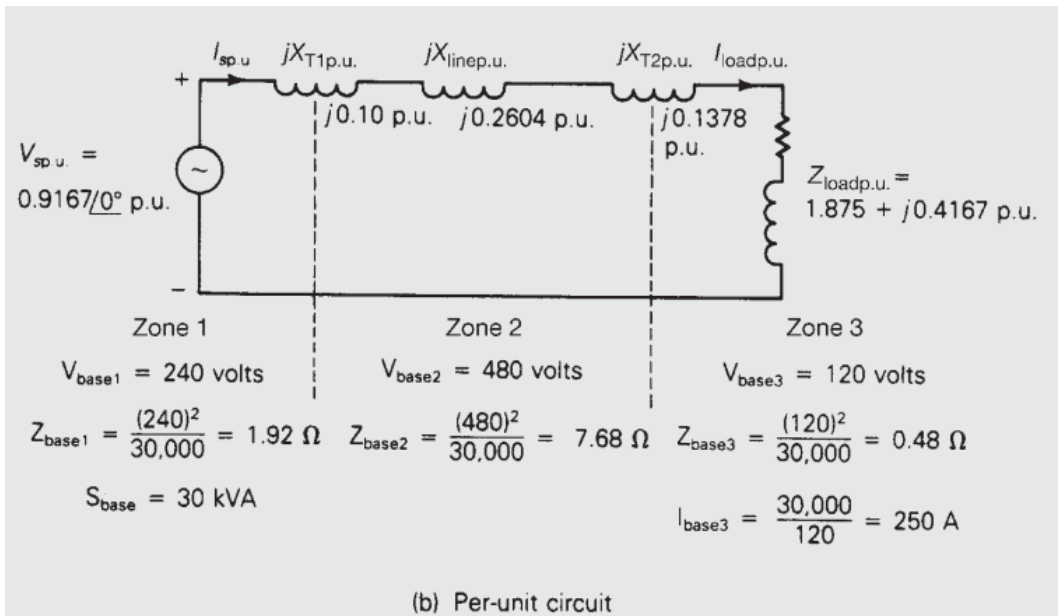 I_sp.u jX_T1p.u. jX_linep.u. jX_T2p.u. I_loadp.u.
+
j0.10 p.u. j0.2604 p.u. j0.1378
p.u.
V_sp.u. =
0.9167/0° p.u.
~
Z_loadp.u. =
1.875 + j0.4167 p.u.
−
Zone 1 Zone 2 Zone 3
V_base1 = 240 volts V_base2 = 480 volts V_base3 = 120 volts
Z_base1 = (240)²/30,000 = 1.92 Ω Z_base2 = (480)²/30,000 = 7.68 Ω Z_base3 = (120)²/30,000 = 0.48 Ω
S_base = 30 kVA
I_base3 = 30,000/120 = 250 A
(b) Per-unit circuit